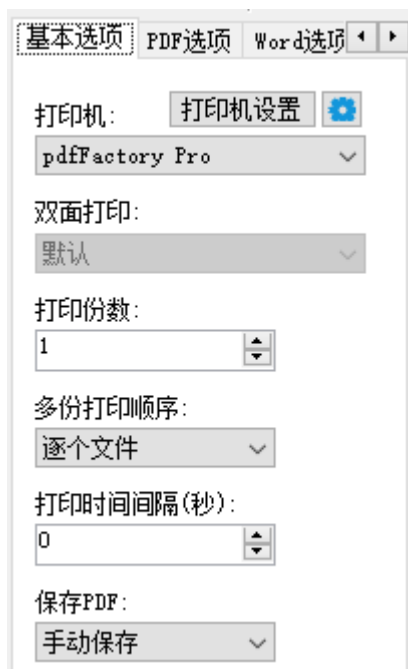 基本选项 PDF选项 Word选项
打印机: 打印机设置
pdfFactory Pro
双面打印:
默认
打印份数:
1
多份打印顺序:
逐个文件
打印时间间隔(秒):
0
保存PDF:
手动保存